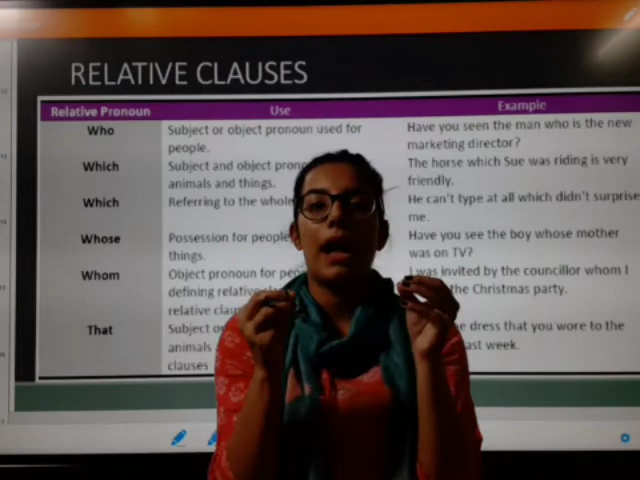 RELATIVE CLAUSES
Relative Pronoun Use Example
Who Subject or object pronoun used for Have you seen the man who is the new
people. marketing director?
Which Subject and object The horse which Sue was riding is very
animals and things. friendly.
Which Referring to the whole He can't type at all which didn't surprise
me.
Whose Possession for people Have you see the boy whose mother
things. was on TV?
Whom Object pronoun for I was invited by the councillor whom I
defining relative the Christmas party.
relative
That Subject or dress that you wore to the
animals last week.
clauses